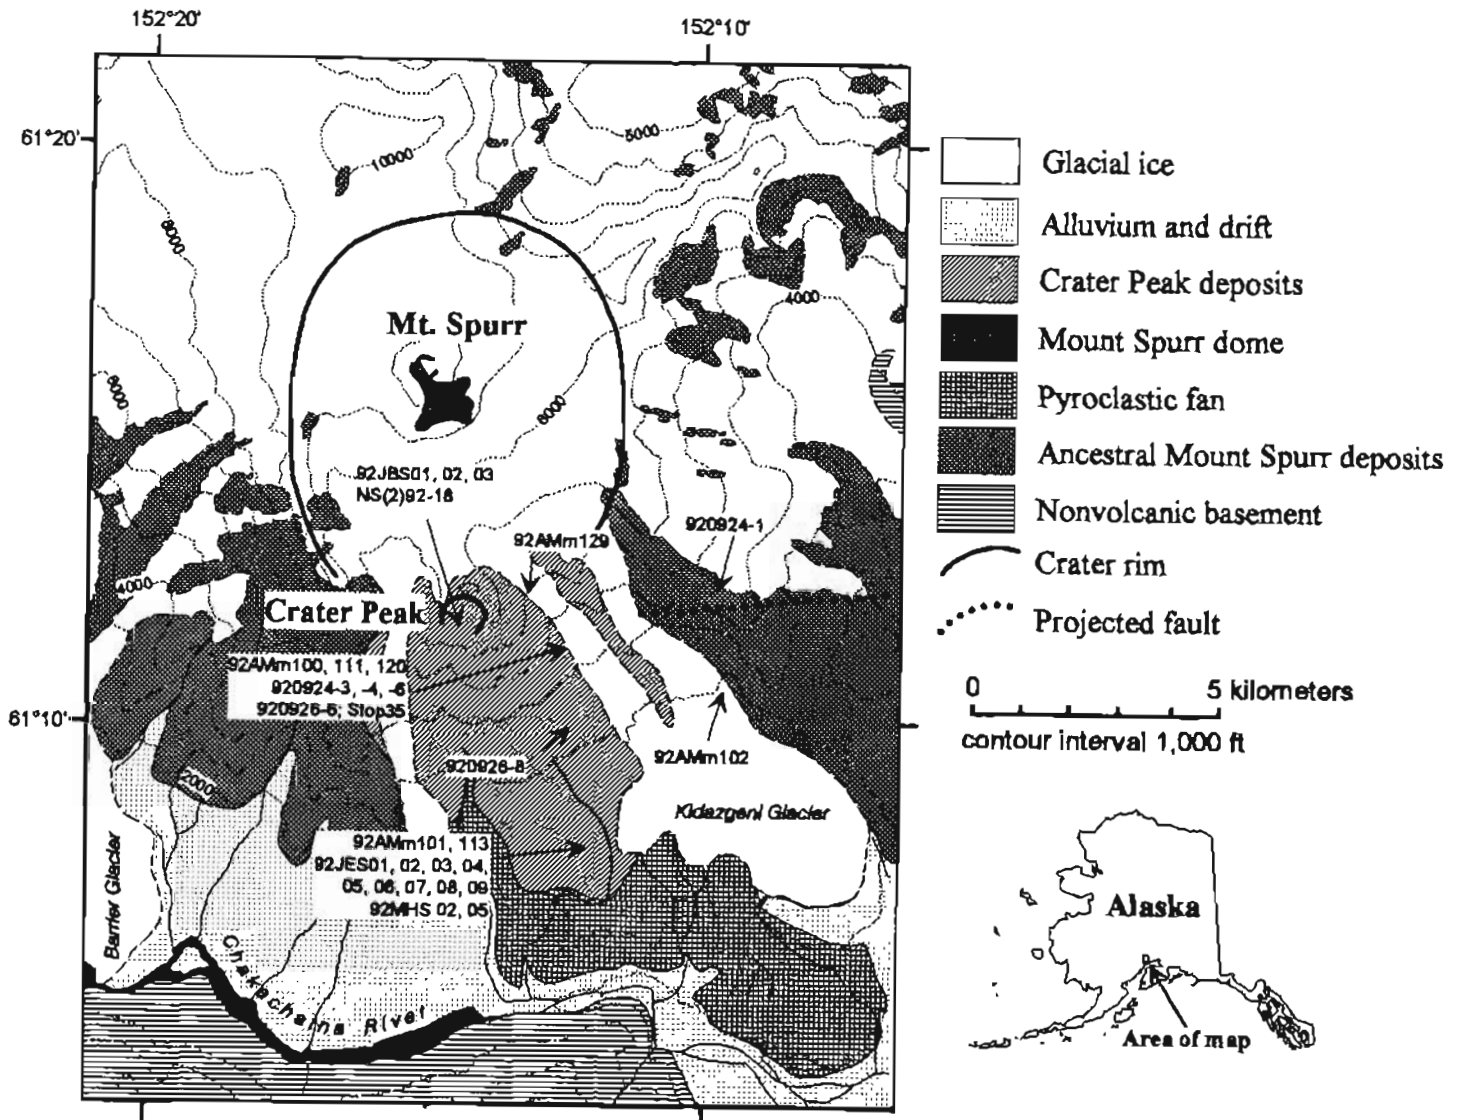 152°20'
152°10'
61°20'
10000
5000
8000
4000
Mt. Spurr
6000
6000
92JBS01, 02, 03
NS(2)92-18
920924-1
92AMm129
4000
Crater Peak
92AMm100, 111, 120
920924-3, -4, -6
920926-6; Stop35
61°10'
92AMm102
920926-8
2000
Kidazgeni Glacier
92AMm101, 113
92JES01, 02, 03, 04,
05, 06, 07, 08, 09
92MHS 02, 05
Barrier Glacier
Chakachatna River
Glacial ice
Alluvium and drift
Crater Peak deposits
Mount Spurr dome
Pyroclastic fan
Ancestral Mount Spurr deposits
Nonvolcanic basement
Crater rim
Projected fault
0 5 kilometers
contour interval 1,000 ft
Alaska
Area of map